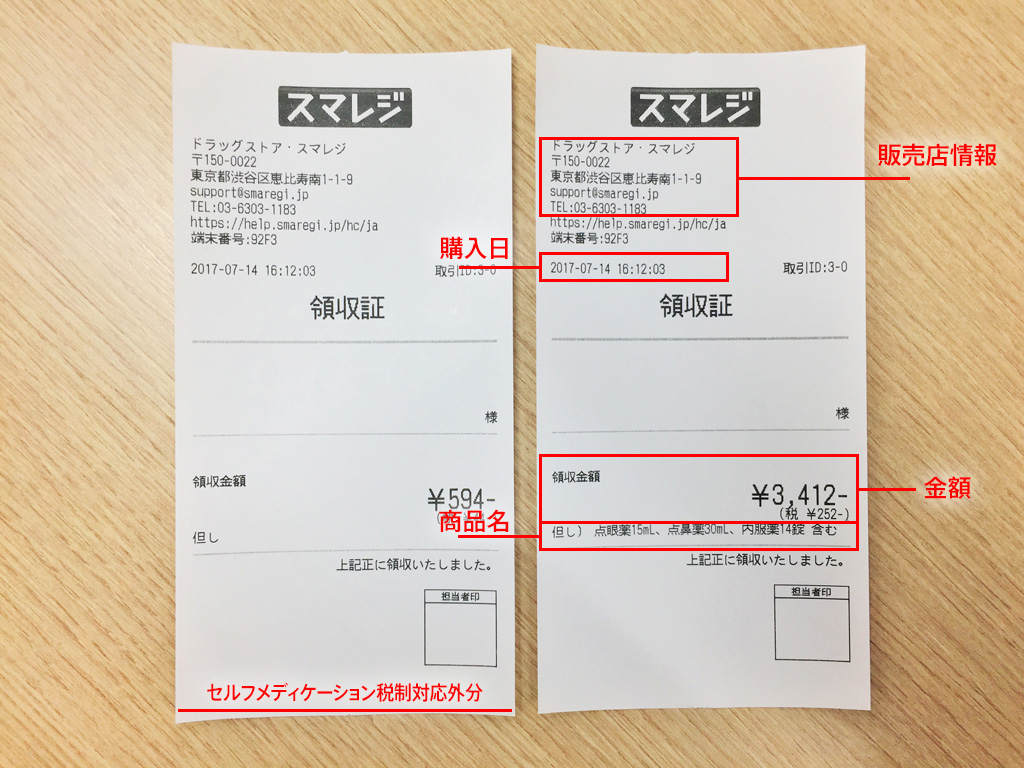 スマレジ
ドラッグストア・スマレジ
〒150-0022
東京都渋谷区恵比寿南1-1-9
support@smaregi.jp
TEL:03-6303-1183
https://help.smaregi.jp/hc/ja
端末番号:92F3
2017-07-14 16:12:03 取引ID:3-0
領収証
様
領収金額
¥594-
但し
上記正に領収いたしました。
担当者印
セルフメディケーション税制対応外分
スマレジ
ドラッグストア・スマレジ
〒150-0022
東京都渋谷区恵比寿南1-1-9
support@smaregi.jp
TEL:03-6303-1183
https://help.smaregi.jp/hc/ja
端末番号:92F3
2017-07-14 16:12:03 取引ID:3-0
領収証
様
領収金額
¥3,412-
(税 ¥252-)
但し) 点眼薬15mL、点鼻薬30mL、内服薬14錠 含む
上記正に領収いたしました。
担当者印
販売店情報
購入日
金額
商品名